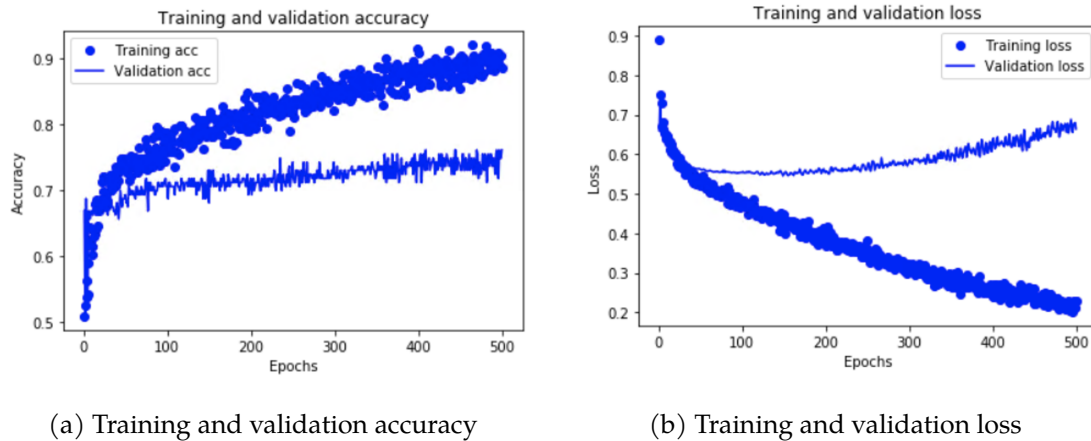 Training and validation accuracy
Training acc
Validation acc
0.9
0.8
0.7
0.6
0.5
Accuracy
0 100 200 300 400 500
Epochs
Training and validation loss
Training loss
Validation loss
0.9
0.8
0.7
0.6
0.5
0.4
0.3
0.2
Loss
0 100 200 300 400 500
Epochs
(a) Training and validation accuracy
(b) Training and validation loss